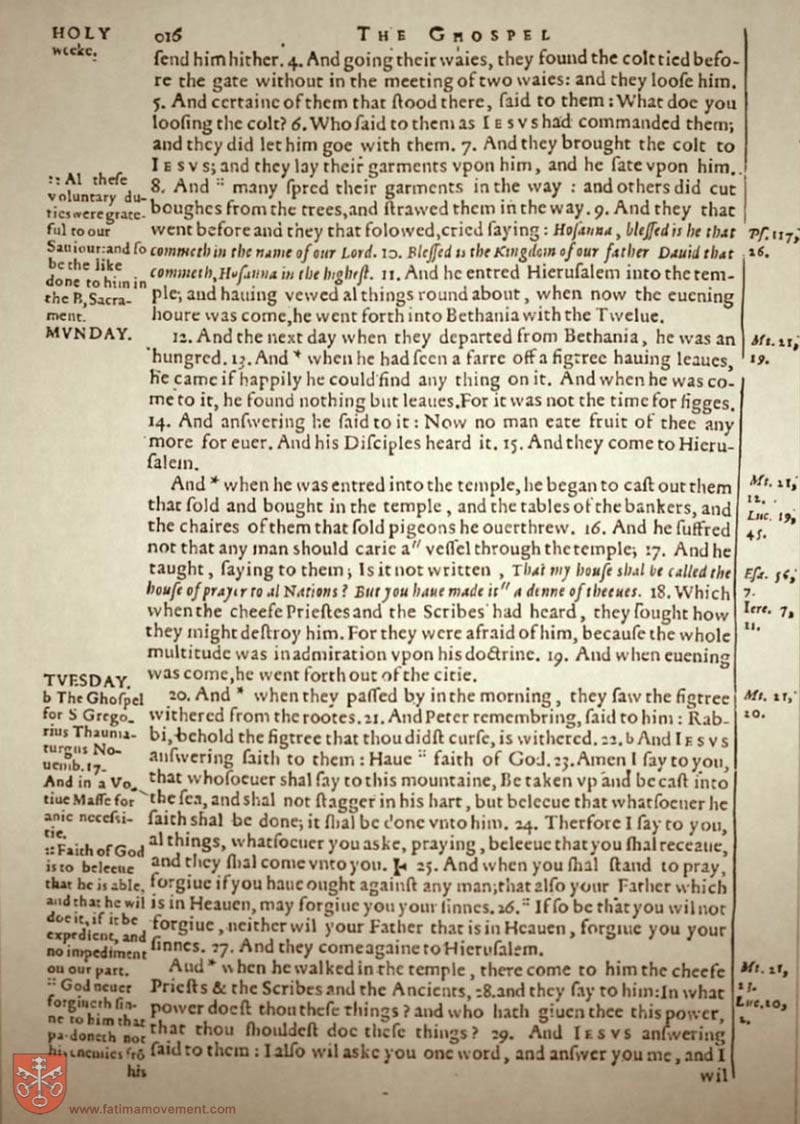 HOLY
weeke.
016
THE GHOSPEL
ſend him hither. 4. And going their waies, they found the colt tied befo-
re the gate without in the meeting of two waies: and they looſe him.
5. And certaine of them that ſtood there, ſaid to them: What doe you
looſing the colt? 6. Who ſaid to them as IESVS had commanded them;
and they did let him goe with them. 7. And they brought the colt to
IESVS; and they lay their garments vpon him, and he ſate vpon him.
8. And :: many ſpred their garments in the way : and others did cut
boughes from the trees, and ſtrawed them in the way. 9. And they that
went before and they that folowed, cried ſaying : Hoſanna, bleſſed is he that
commeth in the name of our Lord. 10. Bleſſed is the Kingdom of our father Dauid that
commeth, Hoſanna in the higheſt. 11. And he entred Hieruſalem into the tem-
ple; and hauing vewed al things round about, when now the euening
houre was come, he went forth into Bethania with the Twelue.
12. And the next day when they departed from Bethania, he was an
hungred. 13. And * when he had ſeen a farre off a figtree hauing leaues,
he came if happily he could find any thing on it. And when he was co-
me to it, he found nothing but leaues. For it was not the time for figges.
14. And anſwering he ſaid to it : Now no man eate fruit of thee any
more for euer. And his Diſciples heard it. 15. And they come to Hieru-
ſalem.
And * when he was entred into the temple, he began to caſt out them
that ſold and bought in the temple, and the tables of the bankers, and
the chaires of them that ſold pigeons he ouerthrew. 16. And he ſuffred
not that any man should carie a" veſſel through the temple; 17. And he
taught, ſaying to them; Is it not written, That my houſe shal be called the
houſe of prayer to al Nations? But you haue made it" a denne of theeues. 18. Which
when the cheefe Prieſtes and the Scribes had heard, they ſought how
they might deſtroy him. For they were afraid of him, becauſe the whole
multitude was in admiration vpon his doctrine. 19. And when euening
was come, he went forth out of the citie.
20. And * when they paſſed by in the morning, they ſaw the figtree
withered from the rootes. 21. And Peter remembring, ſaid to him : Rab-
bi, behold the figtree that thou didſt curſe, is withered. 22. b And IESVS
anſwering ſaith to them : Haue :: faith of God. 23. Amen I ſay to you,
that whoſoeuer shal ſay to this mountaine, Be taken vp and be caſt into
the ſea, and shal not ſtagger in his hart, but beleeue that whatſoeuer he
ſaith shal be done; it shal be done vnto him. 24. Therfore I ſay to you,
al things, whatſoeuer you aske, praying, beleeue that you shal receaue,
and they shal come vnto you. 25. And when you shal ſtand to pray,
forgiue if you haue ought againſt any man; that alſo your Father which
is in Heauen, may forgiue you your ſinnes. 26. :: If ſo be that you wil not
forgiue, neither wil your Father that is in Heauen, forgiue you your
ſinnes. 27. And they come againe to Hieruſalem.
And * when he walked in the temple, there come to him the cheefe
Prieſts & the Scribes and the Ancients, 28. and they ſay to him: In what
power doeſt thou theſe things? and who hath giuen thee this power,
that thou shouldeſt doe theſe things? 29. And IESVS anſwering
ſaid to them : I alſo wil aske you one word, and anſwer you me, and I
wil
:: Al theſe
voluntary du-
ties were grate-
ful to our
Sauiour: and ſo
be the like
done to him in
the B. Sacra-
ment.
MVNDAY.
TVESDAY.
b The Ghoſpel
for S Grego-
rius Thauma-
turgus No-
uemb. 17.
And in a Vo-
tiue Maſſe for
anie neceſſi-
tie.
:: Faith of God
is to beleeue
that he is able,
and that he wil
doe it, if it be
expedient, and
no impediment
on our part.
:: God neuer
forgiueth ſin-
ne to him that
pardoneth not
his enemies frõ
his
Pſ. 117,
26.
Mt. 21,
19.
Mt. 21,
12.
Luc. 19,
45.
Eſa. 56,
7.
Iere. 7,
11.
Mt. 21,
20.
Mt. 21,
23.
Luc. 20,
2.
www.fatimamovement.com